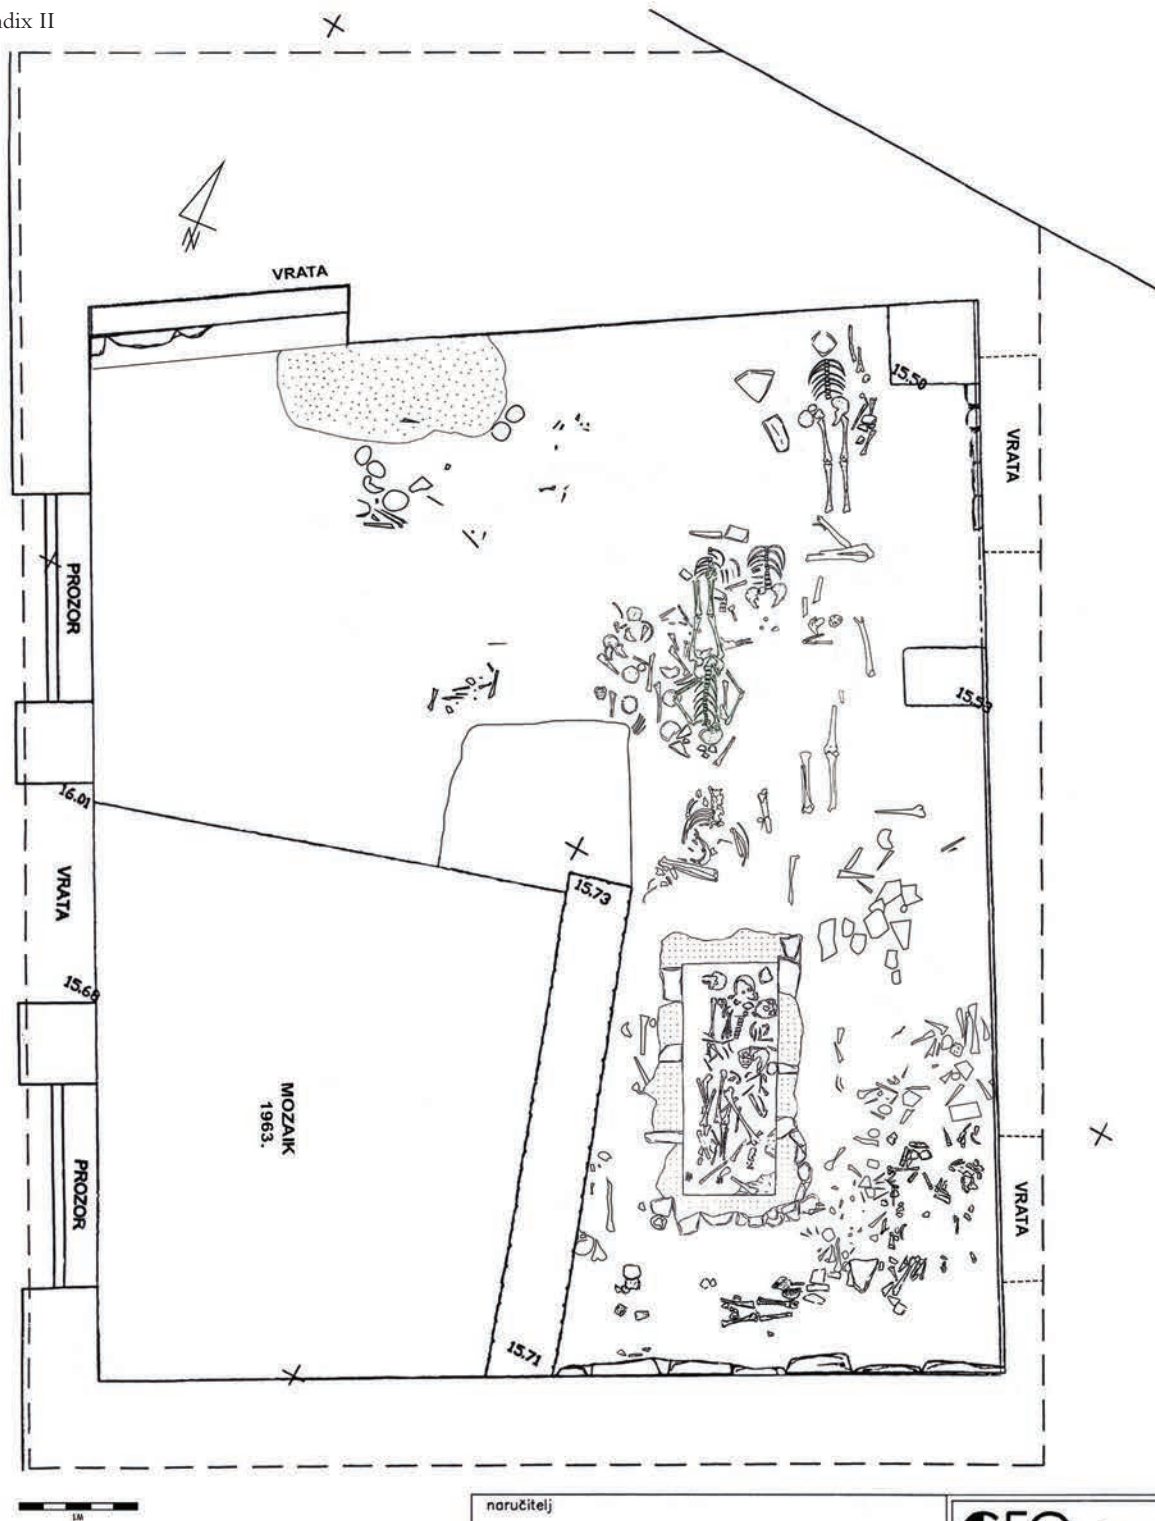 dix II
N
VRATA
15.50
VRATA
PROZOR
15.53
16.01
VRATA
15.73
15.68
MOZAIK
1963.
PROZOR
VRATA
15.71
1M
naručitelj
GEO